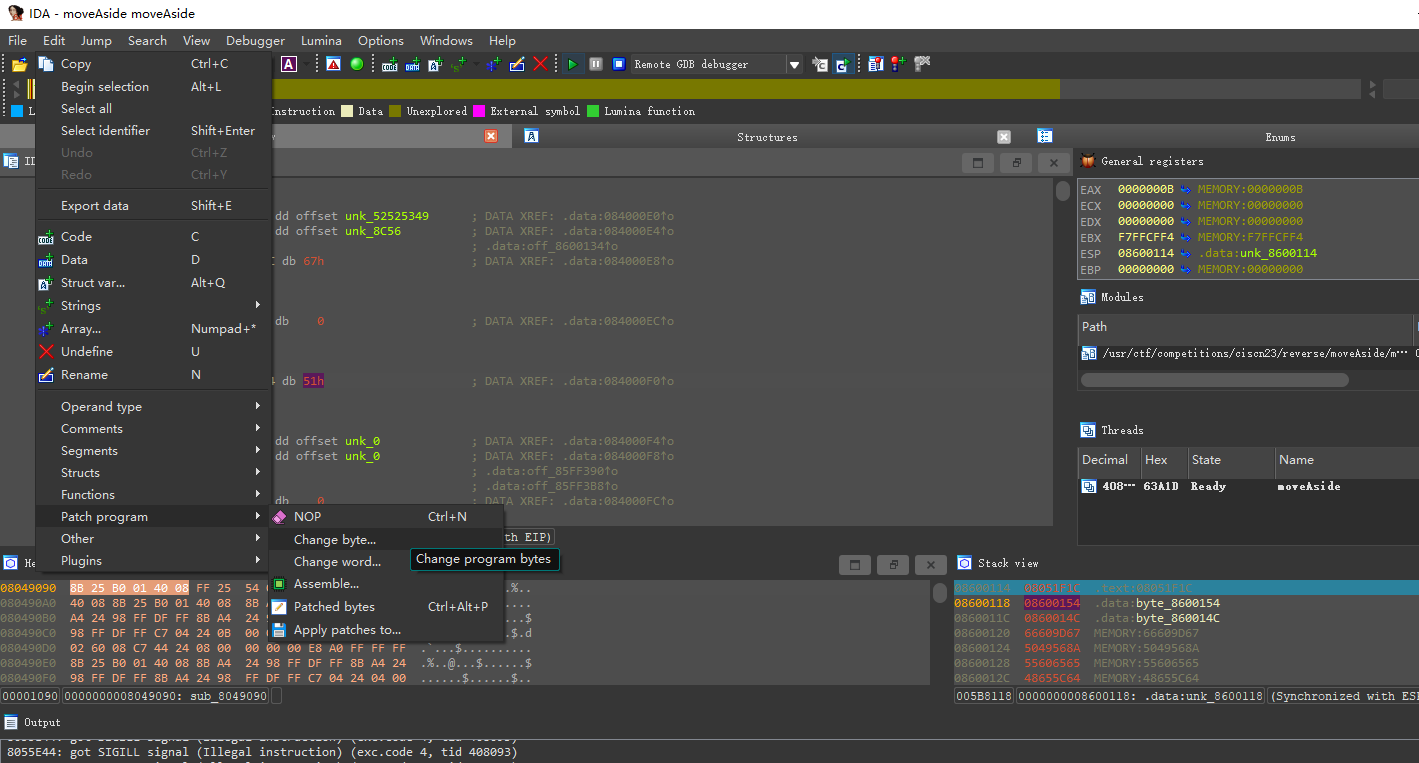 IDA - moveAside moveAside
File Edit Jump Search View Debugger Lumina Options Windows Help
Copy Ctrl+C
Begin selection Alt+L
Select all
Select identifier Shift+Enter
Undo Ctrl+Z
Redo Ctrl+Y
Export data Shift+E
Code C
Data D
Struct var... Alt+Q
Strings
Array... Numpad+*
Undefine U
Rename N
Operand type
Comments
Segments
Structs
Functions
Patch program
Other
Plugins
NOP Ctrl+N
Change byte...
Change word...
Assemble...
Patched bytes Ctrl+Alt+P
Apply patches to...
Change program bytes
Remote GDB debugger
Instruction Data Unexplored External symbol Lumina function
Structures
Enums
dd offset unk_52525349 ; DATA XREF: .data:084000E0↑o
dd offset unk_8C56 ; DATA XREF: .data:084000E4↑o
; .data:off_8600134↑o
db 67h ; DATA XREF: .data:084000E8↑o
db 0 ; DATA XREF: .data:084000EC↑o
db 51h ; DATA XREF: .data:084000F0↑o
dd offset unk_0 ; DATA XREF: .data:084000F4↑o
dd offset unk_0 ; DATA XREF: .data:084000F8↑o
; .data:off_85FF390↑o
; .data:off_85FF3B8↑o
db 0 ; DATA XREF: .data:084000FC↑o
th EIP)
General registers
EAX 0000000B MEMORY:0000000B
ECX 00000000 MEMORY:00000000
EDX 00000000 MEMORY:00000000
EBX F7FFCFF4 MEMORY:F7FFCFF4
ESP 08600114 .data:unk_8600114
EBP 00000000 MEMORY:00000000
Modules
Path
/usr/ctf/competitions/ciscn23/reverse/moveAside/m···
Threads
Decimal Hex State Name
408··· 63A1D Ready moveAside
He
08049090 8B 25 B0 01 40 08 FF 25 54
080490A0 40 08 8B 25 B0 01 40 08 8B
080490B0 A4 24 98 FF DF FF 8B A4 24
080490C0 98 FF DF FF C7 04 24 0B 00
080490D0 02 60 08 C7 44 24 08 00 00 00 00 E8 A0 FF FF FF .`...$..........
080490E0 8B 25 B0 01 40 08 8B A4 24 98 FF DF FF 8B A4 24 .%..@...$......$
080490F0 98 FF DF FF 8B A4 24 98 FF DF FF C7 04 24 04 00 ......$......$..
00001090 0000000008049090: sub_8049090
Stack view
08600114 08051F1C .text:08051F1C
08600118 08600154 .data:byte_8600154
0860011C 0860014C .data:byte_860014C
08600120 66609D67 MEMORY:66609D67
08600124 5049568A MEMORY:5049568A
08600128 55606565 MEMORY:55606565
0860012C 48655C64 MEMORY:48655C64
005B8118 0000000008600118: .data:unk_8600118 (Synchronized with ESP
Output
8055E44: got SIGILL signal (Illegal instruction) (exc.code 4, tid 408093)